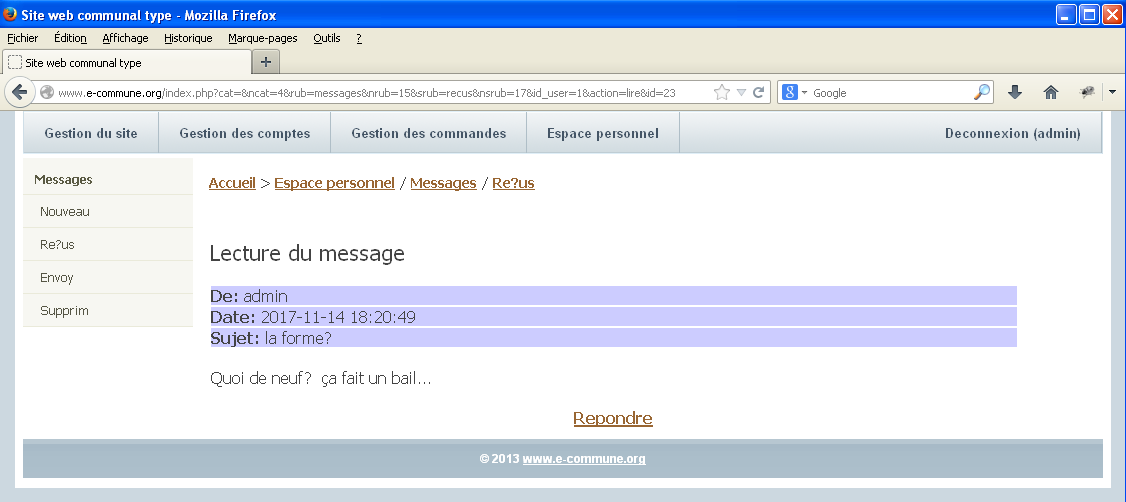 Site web communal type - Mozilla Firefox
Fichier Édition Affichage Historique Marque-pages Outils ?
Site web communal type +
www.e-commune.org/index.php?cat=&ncat=4&rub=messages&nrub=15&srub=recus&nsrub=17&id_user=1&action=lire&id=23 8 Google
Gestion du site Gestion des comptes Gestion des commandes Espace personnel Deconnexion (admin)
Messages
Nouveau
Re?us
Envoy
Supprim
Accueil > Espace personnel / Messages / Re?us
Lecture du message
De: admin
Date: 2017-11-14 18:20:49
Sujet: la forme?
Quoi de neuf? ça fait un bail...
Repondre
© 2013 www.e-commune.org